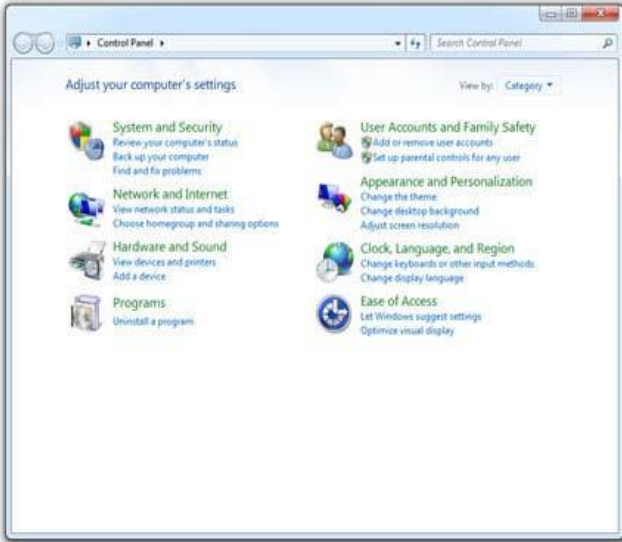 Control Panel
Search Control Panel
Adjust your computer's settings
View by: Category
System and Security
Review your computer's status
Back up your computer
Find and fix problems
Network and Internet
View network status and tasks
Choose homegroup and sharing options
Hardware and Sound
View devices and printers
Add a device
Programs
Uninstall a program
User Accounts and Family Safety
Add or remove user accounts
Set up parental controls for any user
Appearance and Personalization
Change the theme
Change desktop background
Adjust screen resolution
Clock, Language, and Region
Change keyboards or other input methods
Change display language
Ease of Access
Let Windows suggest settings
Optimize visual display